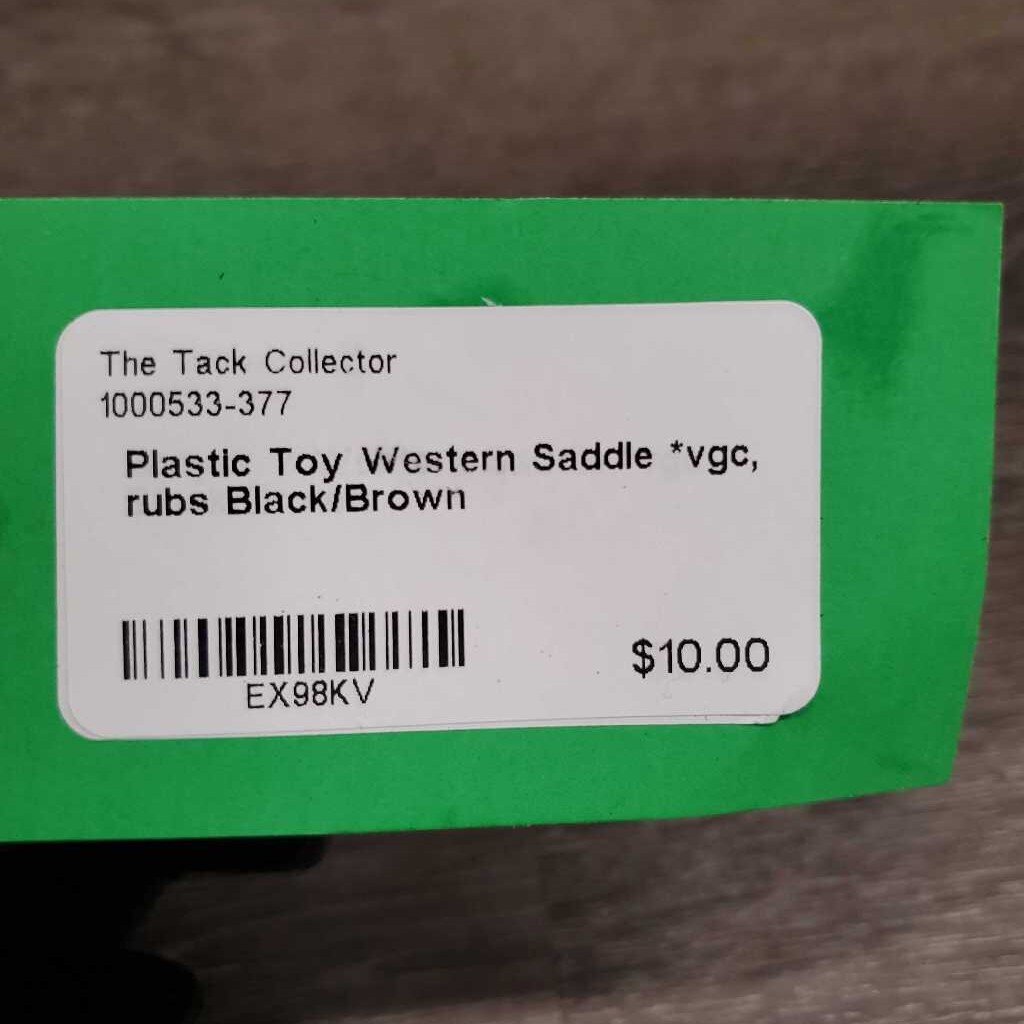 The Tack Collector
1000533-377
Plastic Toy Western Saddle *vgc,
rubs Black/Brown
EX98KV
$10.00